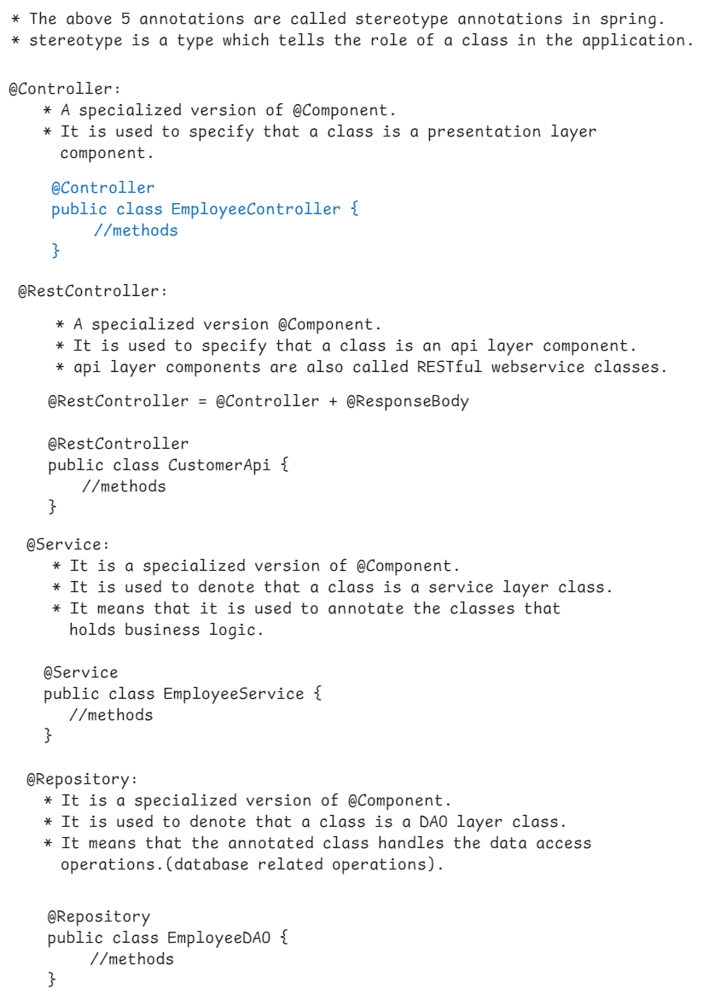 * The above 5 annotations are called stereotype annotations in spring.
* stereotype is a type which tells the role of a class in the application.
@Controller:
* A specialized version of @Component.
* It is used to specify that a class is a presentation layer
component.
@Controller
public class EmployeeController {
//methods
}
@RestController:
* A specialized version @Component.
* It is used to specify that a class is an api layer component.
* api layer components are also called RESTful webservice classes.
@RestController = @Controller + @ResponseBody
@RestController
public class CustomerApi {
//methods
}
@Service:
* It is a specialized version of @Component.
* It is used to denote that a class is a service layer class.
* It means that it is used to annotate the classes that
holds business logic.
@Service
public class EmployeeService {
//methods
}
@Repository:
* It is a specialized version of @Component.
* It is used to denote that a class is a DAO layer class.
* It means that the annotated class handles the data access
operations.(database related operations).
@Repository
public class EmployeeDAO {
//methods
}